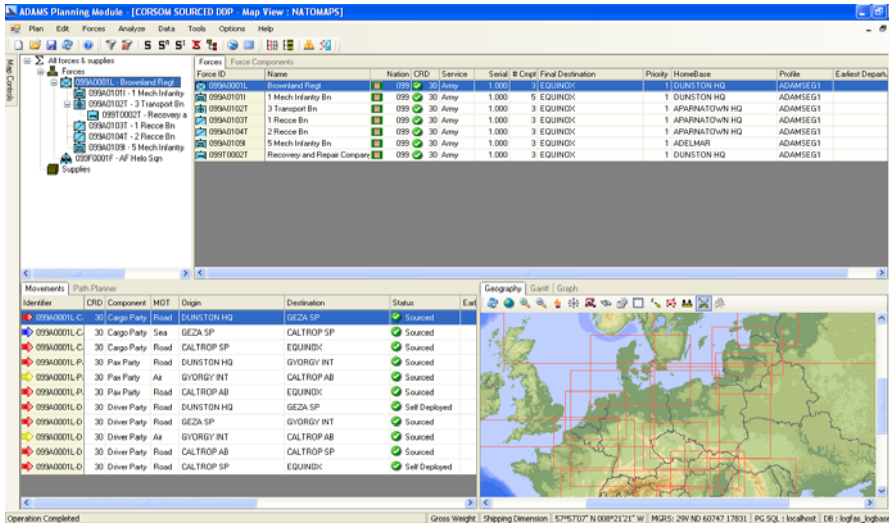 ADAMS Planning Module - [CORSOM SOURCED DDP - Map View : NATOMAPS]
Plan Edit Forces Analyze Data Tools Options Help
Map Controls
All forces & supplies
Forces
099A0001L - Brownland Regt
099A0101I - 1 Mech Infantry
099A0102T - 3 Transport Bn
099T0002T - Recovery a
099A0103T - 1 Recce Bn
099A0104T - 2 Recce Bn
099A0109I - 5 Mech Infantry
099F0001F - AF Helo Sqn
Supplies
Forces Force Components
Force ID Name Nation CRD Service Serial # Cmpt Final Destination Priority HomeBase Profile Earliest Depart.
099A0001L Brownland Regt 099 30 Army 1.000 3 EQUINOX 1 DUNSTON HQ ADAMSEG1
099A0101I 1 Mech Infantry Bn 099 30 Army 1.000 5 EQUINOX 1 DUNSTON HQ ADAMSEG1
099A0102T 3 Transport Bn 099 30 Army 1.000 3 EQUINOX 1 APARNATOWN HQ ADAMSEG1
099A0103T 1 Recce Bn 099 30 Army 1.000 3 EQUINOX 1 APARNATOWN HQ ADAMSEG1
099A0104T 2 Recce Bn 099 30 Army 1.000 3 EQUINOX 1 APARNATOWN HQ ADAMSEG1
099A0109I 5 Mech Infantry Bn 099 30 Army 1.000 3 EQUINOX 1 ADELMAR ADAMSEG1
099T0002T Recovery and Repair Company 099 30 Army 1.000 3 EQUINOX 1 DUNSTON HQ ADAMSEG1
Movements Path Planner
Identifier CRD Component MOT Origin Destination Status Earl
099A0001L-C 30 Cargo Party Road DUNSTON HQ GEZA SP Sourced
099A0001L-C 30 Cargo Party Sea GEZA SP CALTROP SP Sourced
099A0001L-C 30 Cargo Party Road CALTROP SP EQUINOX Sourced
099A0001L-P 30 Pax Party Road DUNSTON HQ GYORGY INT Sourced
099A0001L-P 30 Pax Party Air GYORGY INT CALTROP AB Sourced
099A0001L-P 30 Pax Party Road CALTROP AB EQUINOX Sourced
099A0001L-D 30 Driver Party Road DUNSTON HQ GEZA SP Self Deployed
099A0001L-D 30 Driver Party Road GEZA SP GYORGY INT Sourced
099A0001L-D 30 Driver Party Air GYORGY INT CALTROP AB Sourced
099A0001L-D 30 Driver Party Road CALTROP AB CALTROP SP Sourced
099A0001L-D 30 Driver Party Road CALTROP SP EQUINOX Self Deployed
Geography Gantt Graph
Operation Completed Gross Weight Shipping Dimension 57°57'07" N 008°21'21" W MGRS: 29V ND 60747 17831 PG SQL : localhost DB : logfas_logbase